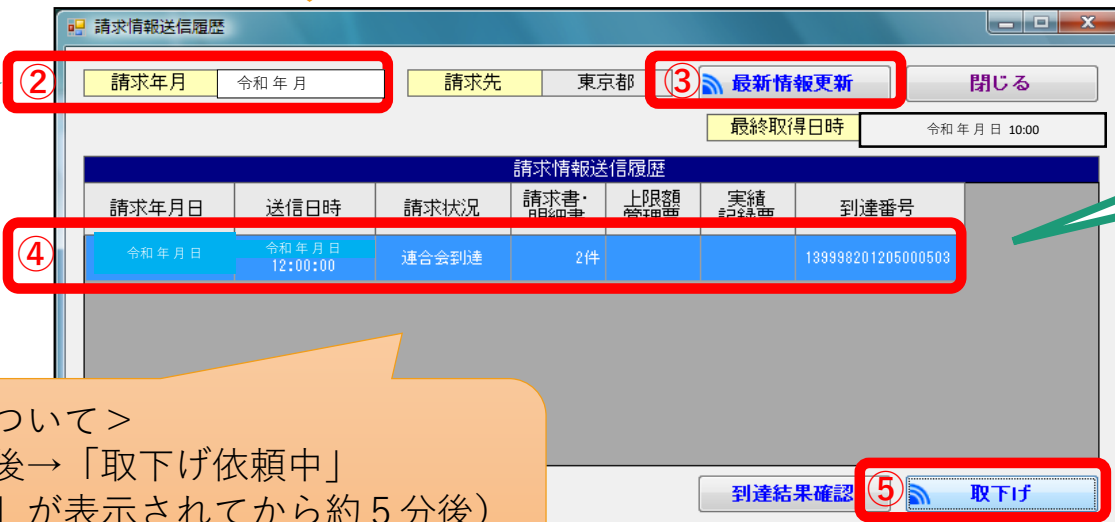 請求情報送信履歴
② 請求年月 令和 年 月 請求先 東京都 ③ 最新情報更新 閉じる
最終取得日時 令和 年 月 日 10:00
請求情報送信履歴
請求年月日 送信日時 請求状況 請求書・明細書 上限額管理票 実績記録票 到達番号
④ 令和 年 月 日 令和 年 月 日 12:00:00 連合会到達 2件 139998201205000503
ついて>
後→「取下げ依頼中」
」が表示されてから約5分後)
到達結果確認 ⑤ 取下げ